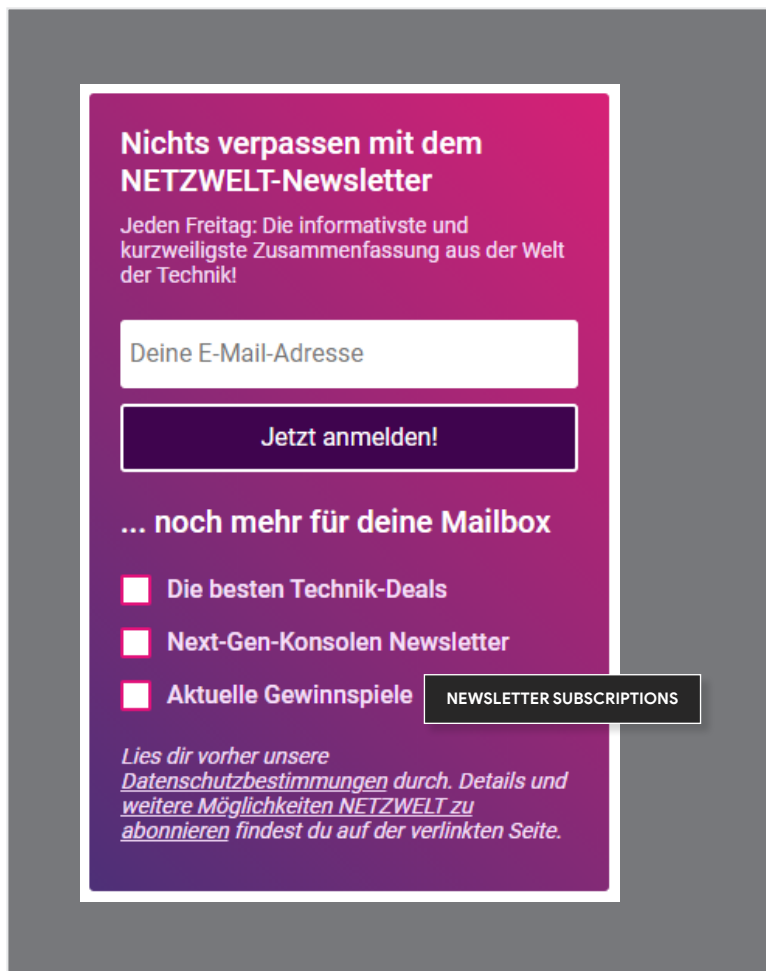 Nichts verpassen mit dem
NETZWELT-Newsletter
Jeden Freitag: Die informativste und
kurzweiligste Zusammenfassung aus der Welt
der Technik!
Deine E-Mail-Adresse
Jetzt anmelden!
... noch mehr für deine Mailbox
Die besten Technik-Deals
Next-Gen-Konsolen Newsletter
Aktuelle Gewinnspiele
NEWSLETTER SUBSCRIPTIONS
Lies dir vorher unsere
Datenschutzbestimmungen durch. Details und
weitere Möglichkeiten NETZWELT zu
abonnieren findest du auf der verlinkten Seite.